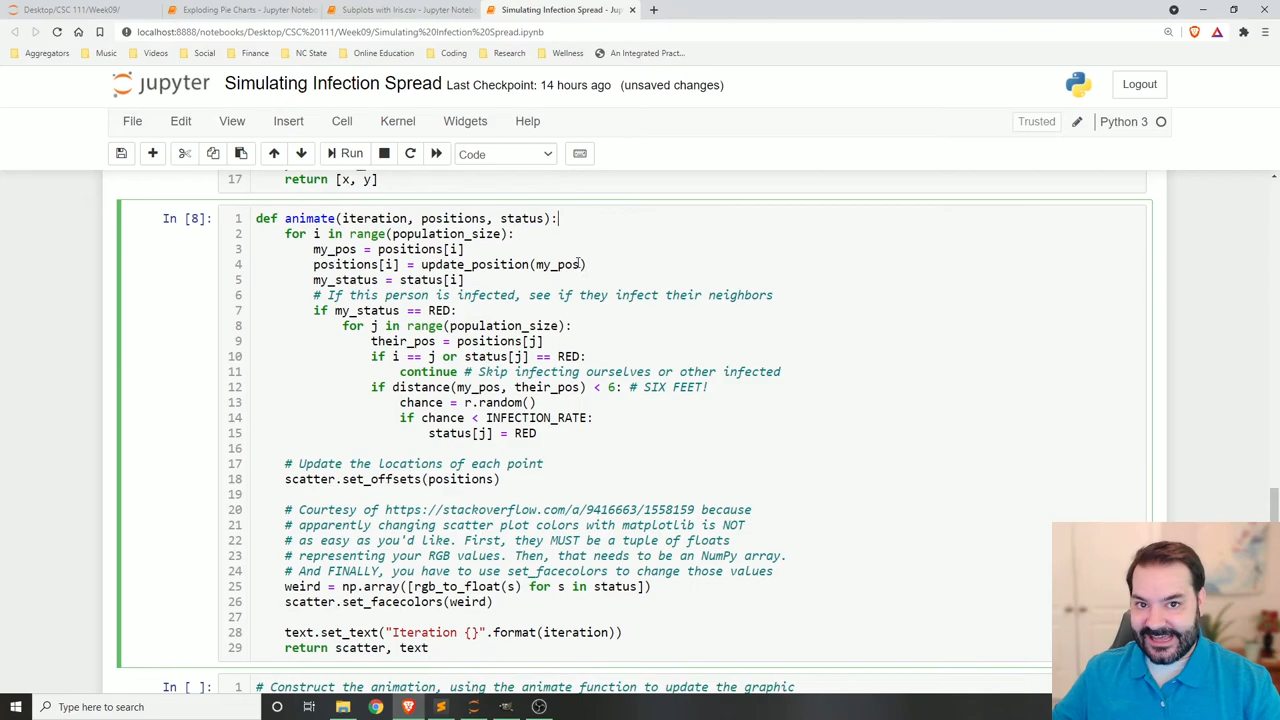 Desktop/CSC 111/Week09/
Exploding Pie Charts - Jupyter Noteb
Subplots with Iris.csv - Jupyter Note
Simulating Infection Spread - Jup
localhost:8888/notebooks/Desktop/CSC%20111/Week09/Simulating%20Infection%20Spread.ipynb
Aggregators Music Videos Social Finance NC State Online Education Coding Research Wellness An Integrated Pract...
jupyter Simulating Infection Spread Last Checkpoint: 14 hours ago (unsaved changes) Logout
File Edit View Insert Cell Kernel Widgets Help Trusted Python 3
Run Code
17 return [x, y]
In [8]: 1 def animate(iteration, positions, status):
2 for i in range(population_size):
3 my_pos = positions[i]
4 positions[i] = update_position(my_pos)
5 my_status = status[i]
6 # If this person is infected, see if they infect their neighbors
7 if my_status == RED:
8 for j in range(population_size):
9 their_pos = positions[j]
10 if i == j or status[j] == RED:
11 continue # Skip infecting ourselves or other infected
12 if distance(my_pos, their_pos) < 6: # SIX FEET!
13 chance = r.random()
14 if chance < INFECTION_RATE:
15 status[j] = RED
16
17 # Update the locations of each point
18 scatter.set_offsets(positions)
19
20 # Courtesy of https://stackoverflow.com/a/9416663/1558159 because
21 # apparently changing scatter plot colors with matplotlib is NOT
22 # as easy as you'd like. First, they MUST be a tuple of floats
23 # representing your RGB values. Then, that needs to be an NumPy array.
24 # And FINALLY, you have to use set_facecolors to change those values
25 weird = np.array([rgb_to_float(s) for s in status])
26 scatter.set_facecolors(weird)
27
28 text.set_text("Iteration {}".format(iteration))
29 return scatter, text
In [ ]: 1 # Construct the animation, using the animate function to update the graphic
Type here to search